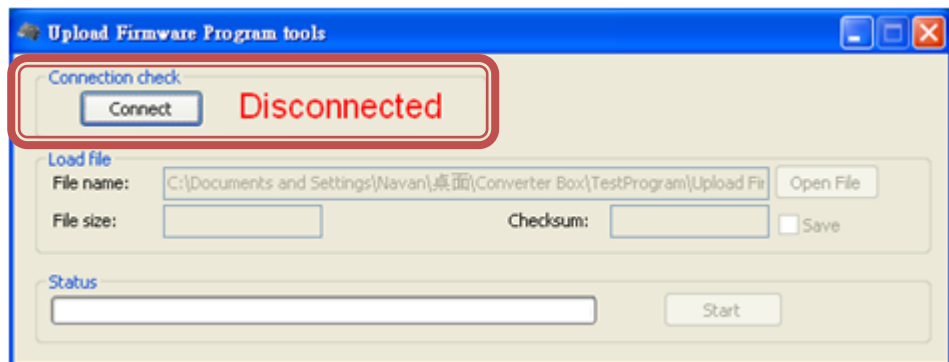 Upload Firmware Program tools
Connection check
Connect Disconnected
Load file
File name: C:\Documents and Settings\Navan\桌面\Converter Box\TestProgram\Upload Fir Open File
File size: Checksum: Save
Status
Start